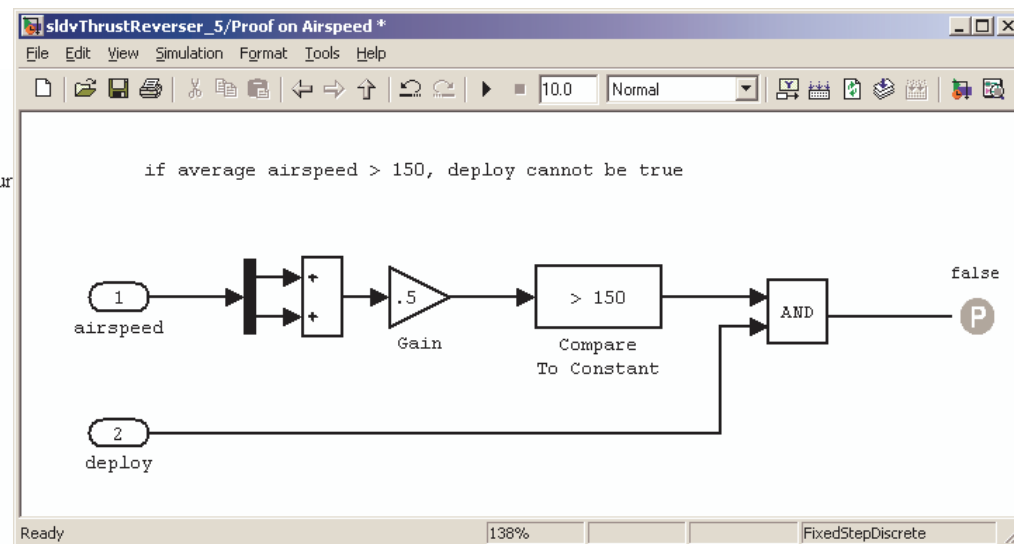 sldvThrustReverser_5/Proof on Airspeed *
File Edit View Simulation Format Tools Help
10.0 Normal
ur
if average airspeed > 150, deploy cannot be true
false
1
+
+
.5
> 150
AND
P
airspeed
Gain
Compare
To Constant
2
deploy
Ready 138% FixedStepDiscrete